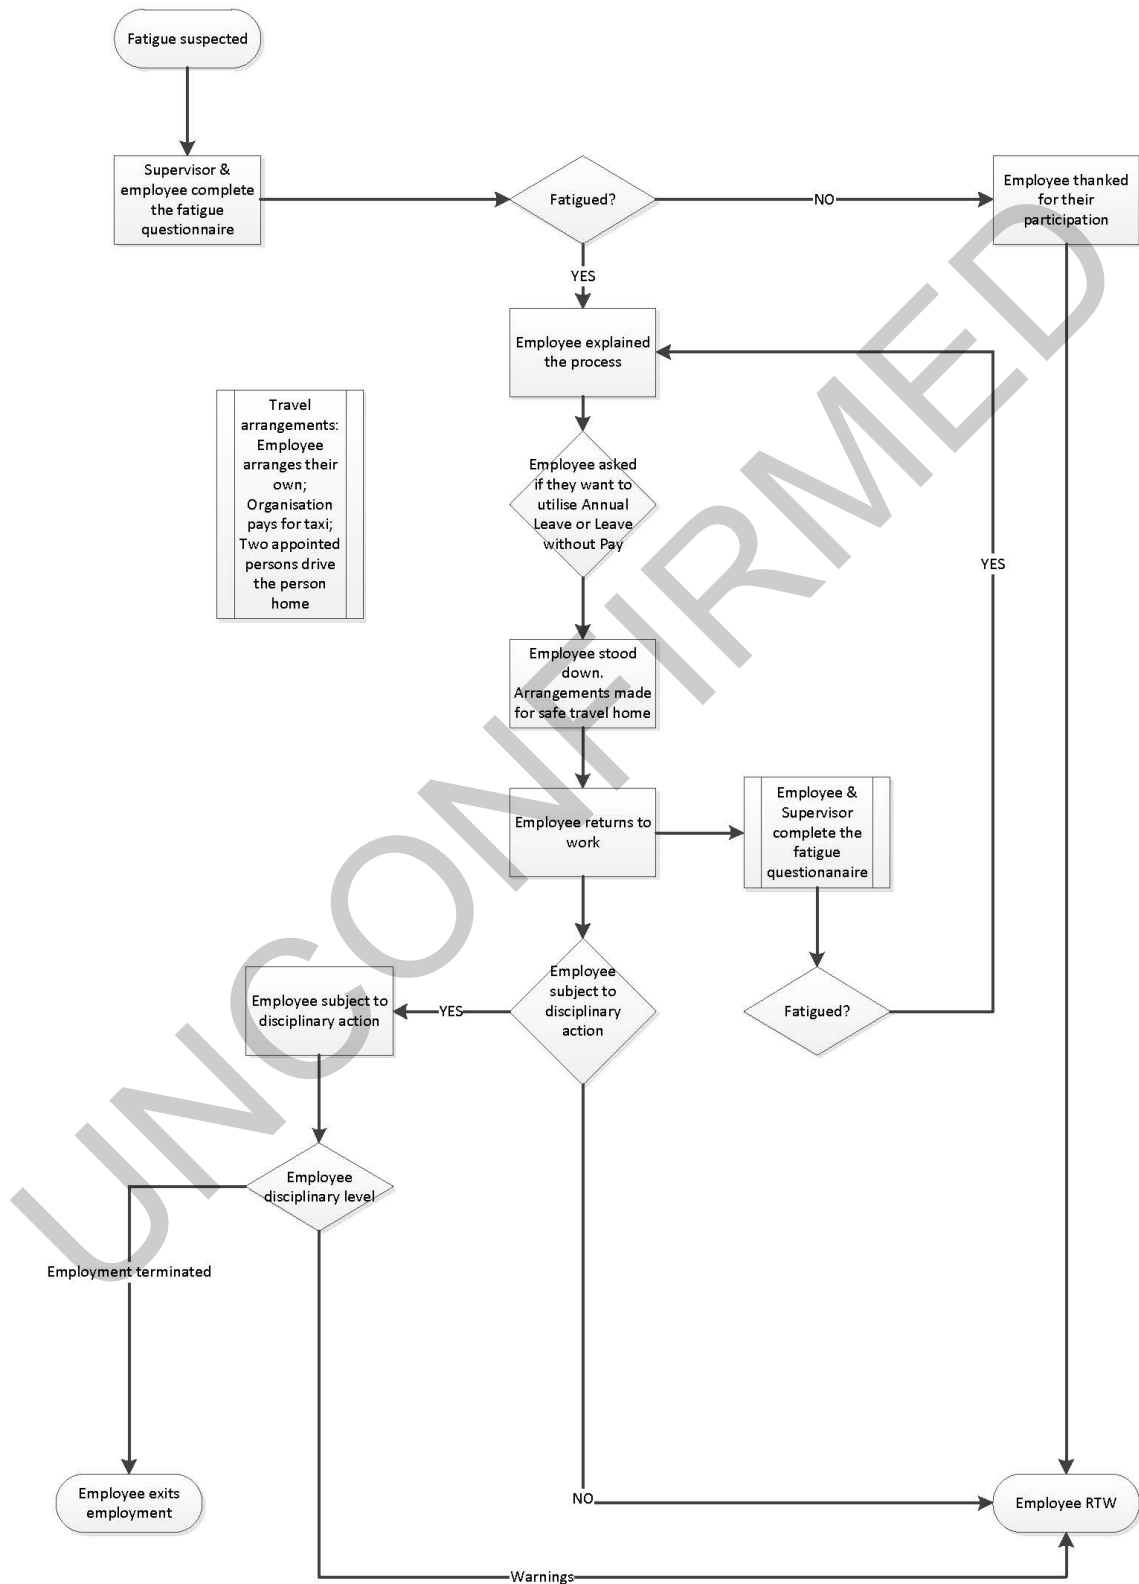 Fatigue suspected
Supervisor &
employee complete
the fatigue
questionnaire
Fatigued?
NO
Employee thanked
for their
participation
YES
Employee explained
the process
Travel
arrangements:
Employee
arranges their
own;
Organisation
pays for taxi;
Two appointed
persons drive
the person
home
Employee asked
if they want to
utilise Annual
Leave or Leave
without Pay
YES
Employee stood
down.
Arrangements made
for safe travel home
Employee returns to
work
Employee &
Supervisor
complete the
fatigue
questionanaire
Employee subject to
disciplinary action
YES
Employee
subject to
disciplinary
action
Fatigued?
Employee
disciplinary level
Employment terminated
Employee exits
employment
NO
Employee RTW
Warnings
UNCONFIRMED